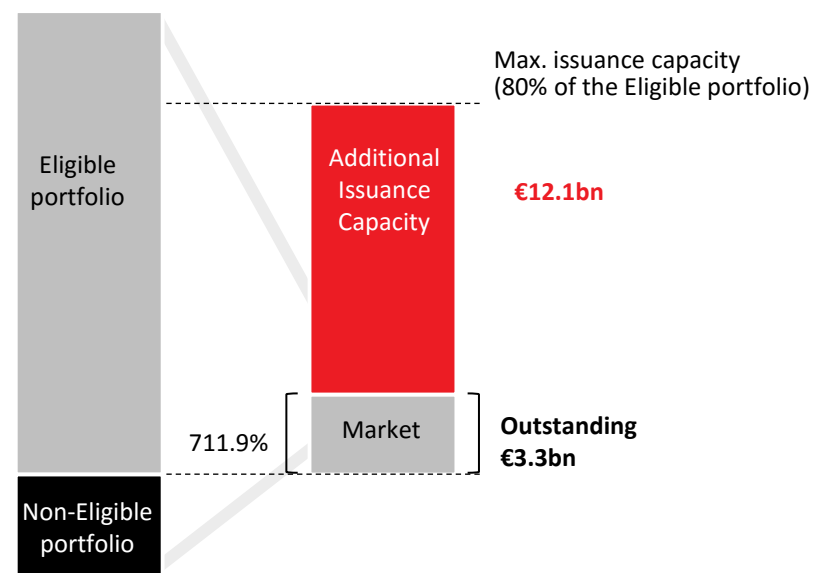 Max. issuance capacity
(80% of the Eligible portfolio)
Eligible
portfolio
Additional
Issuance
Capacity
€12.1bn
711.9%
Market
Outstanding
€3.3bn
Non-Eligible
portfolio